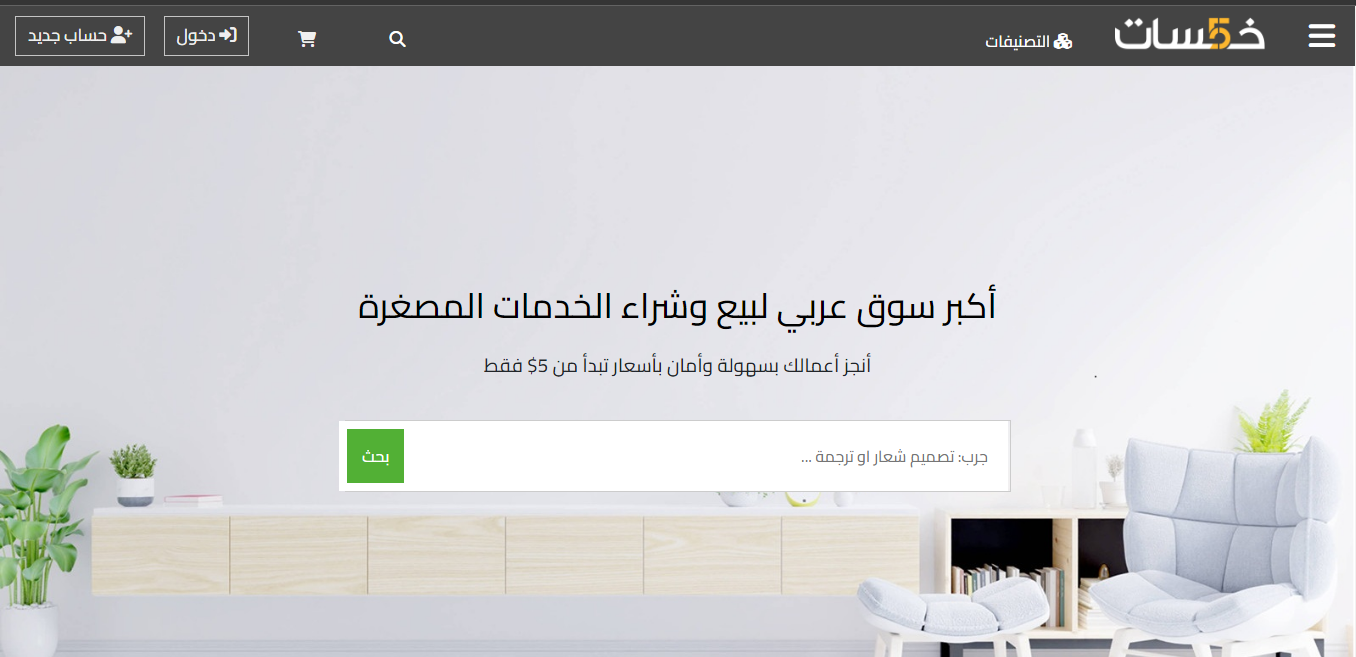 خمسات
التصنيفات
دخول
حساب جديد
أكبر سوق عربي لبيع وشراء الخدمات المصغرة
أنجز أعمالك بسهولة وأمان بأسعار تبدأ من 5$ فقط
جرب: تصميم شعار او ترجمة ...
بحث